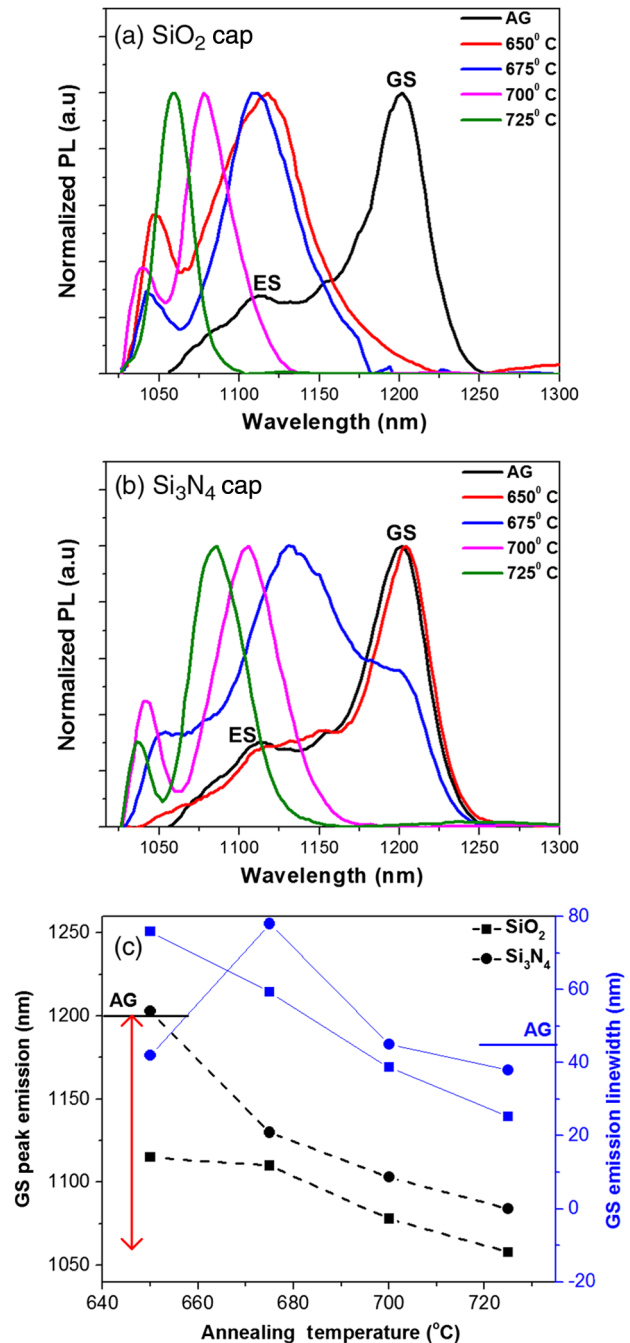 (a) SiO₂ cap
AG
650⁰ C
675⁰ C
700⁰ C
725⁰ C
GS
ES
Normalized PL (a.u)
1050 1100 1150 1200 1250 1300
Wavelength (nm)
(b) Si₃N₄ cap
AG
650⁰ C
675⁰ C
700⁰ C
725⁰ C
GS
ES
Normalized PL (a.u)
1050 1100 1150 1200 1250 1300
Wavelength (nm)
(c)
SiO₂
Si₃N₄
AG
AG
GS peak emission (nm)
1250
1200
1150
1100
1050
GS emission linewidth (nm)
80
60
40
20
0
-20
640 660 680 700 720
Annealing temperature (°C)